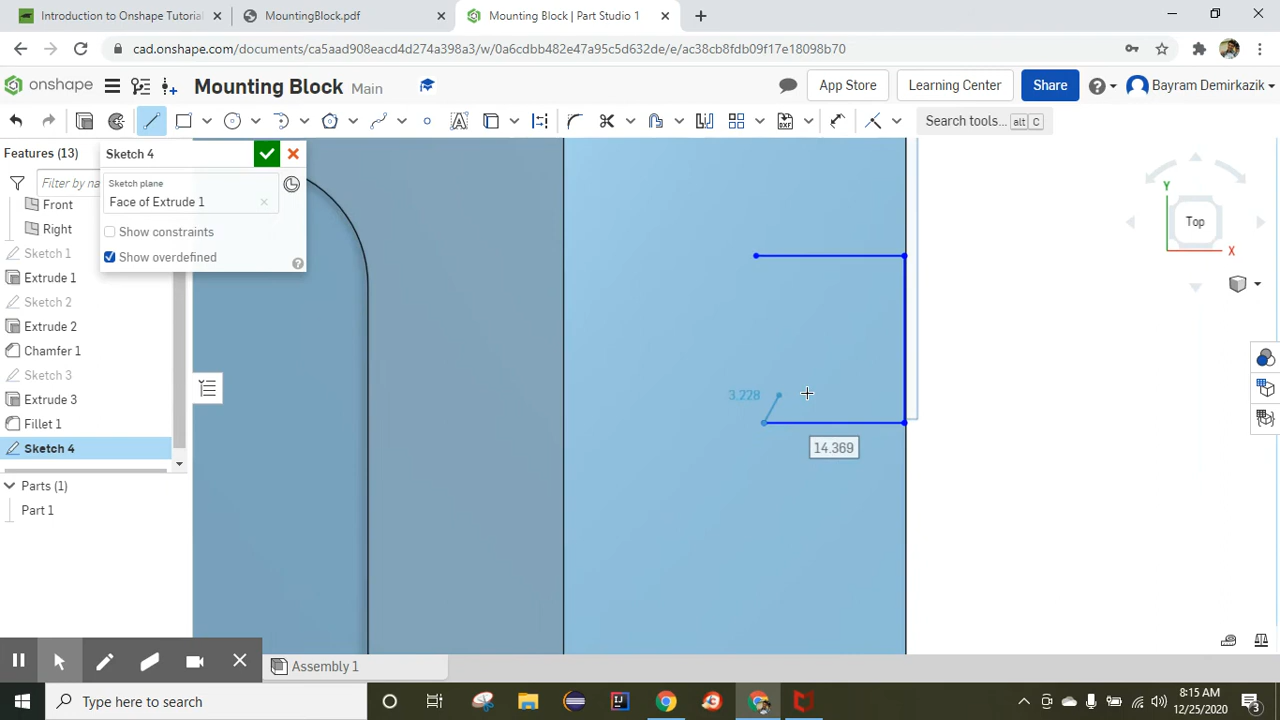 Introduction to Onshape Tutorial
MountingBlock.pdf
Mounting Block | Part Studio 1
cad.onshape.com/documents/ca5aad908eacd4d274a398a3/w/0a6cdbb482e47a95c5d632de/e/ac38cb8fdb09f17e18098b70
onshape
Mounting Block Main
App Store
Learning Center
Share
Bayram Demirkazik
Search tools... alt C
Features (13)
Filter by na
Front
Right
Sketch 1
Extrude 1
Sketch 2
Extrude 2
Chamfer 1
Sketch 3
Extrude 3
Fillet 1
Sketch 4
Parts (1)
Part 1
Sketch 4
Sketch plane
Face of Extrude 1
Show constraints
Show overdefined
3.228
14.369
Y
Top
X
Assembly 1
Type here to search
8:15 AM
12/25/2020
3